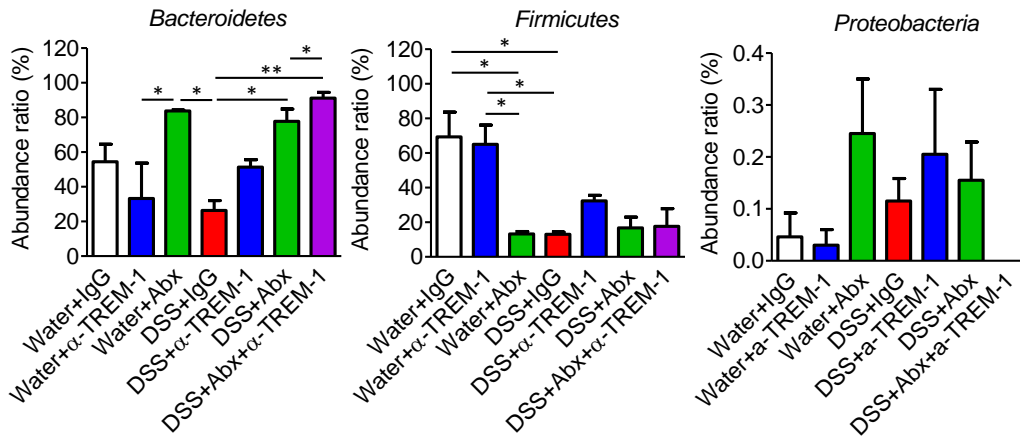 Bacteroidetes
Abundance ratio (%)
120
100
80
60
40
20
0
*
*
*
**
*
Water+IgG
Water+α-TREM-1
Water+Abx
DSS+IgG
DSS+α-TREM-1
DSS+Abx
DSS+Abx+α-TREM-1
Firmicutes
Abundance ratio (%)
120
100
80
60
40
20
0
*
*
*
*
Water+IgG
Water+α-TREM-1
Water+Abx
DSS+IgG
DSS+α-TREM-1
DSS+Abx
DSS+Abx+α-TREM-1
Proteobacteria
Abundance ratio (%)
0.4
0.3
0.2
0.1
0.0
Water+IgG
Water+a-TREM-1
Water+Abx
DSS+IgG
DSS+a-TREM-1
DSS+Abx
DSS+Abx+a-TREM-1